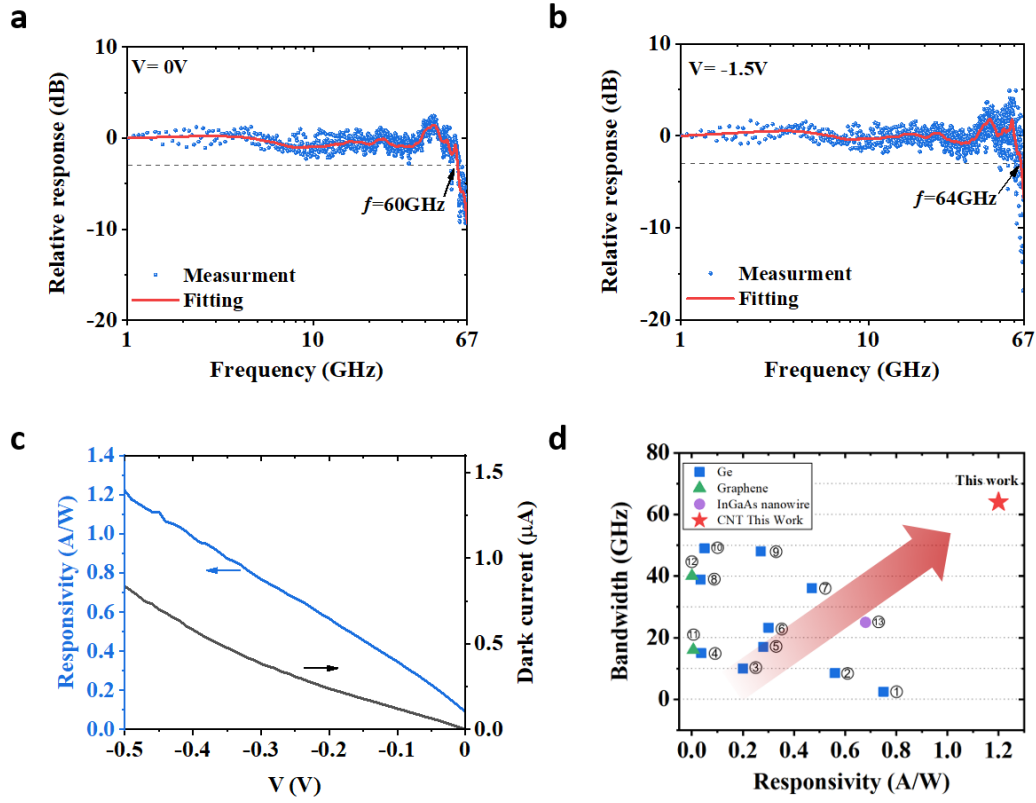 a
V= 0V
10
0
-10
-20
Relative response (dB)
f=60GHz
Measurment
Fitting
1
10
67
Frequency (GHz)
b
V= -1.5V
10
0
-10
-20
Relative response (dB)
f=64GHz
Measurment
Fitting
1
10
67
Frequency (GHz)
c
1.4
1.2
1.0
0.8
0.6
0.4
0.2
0.0
Responsivity (A/W)
1.5
1.0
0.5
0.0
Dark current (μA)
-0.5
-0.4
-0.3
-0.2
-0.1
0
V (V)
d
80
60
40
20
0
Bandwidth (GHz)
Ge
Graphene
InGaAs nanowire
CNT This Work
This work
⑩
⑨
⑫
⑧
⑦
⑪
⑥
⑬
④
⑤
③
②
①
0.0
0.2
0.4
0.6
0.8
1.0
1.2
Responsivity (A/W)